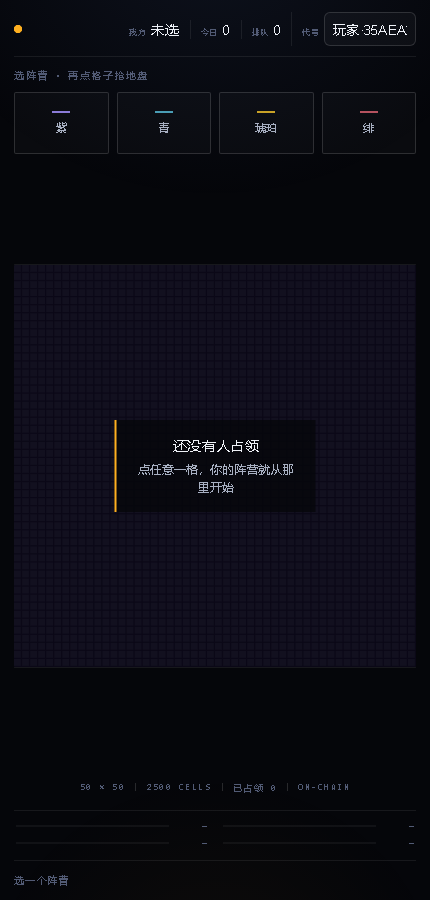 我方 未选 今日 0 排队 0 代号 玩家·35AEA
选阵营 · 再点格子抢地盘
紫 青 琥珀 绯
还没有人占领
点任意一格，你的阵营就从那
里开始
50 × 50 | 2500 CELLS | 已占领 0 | ON-CHAIN
— —
— —
选一个阵营